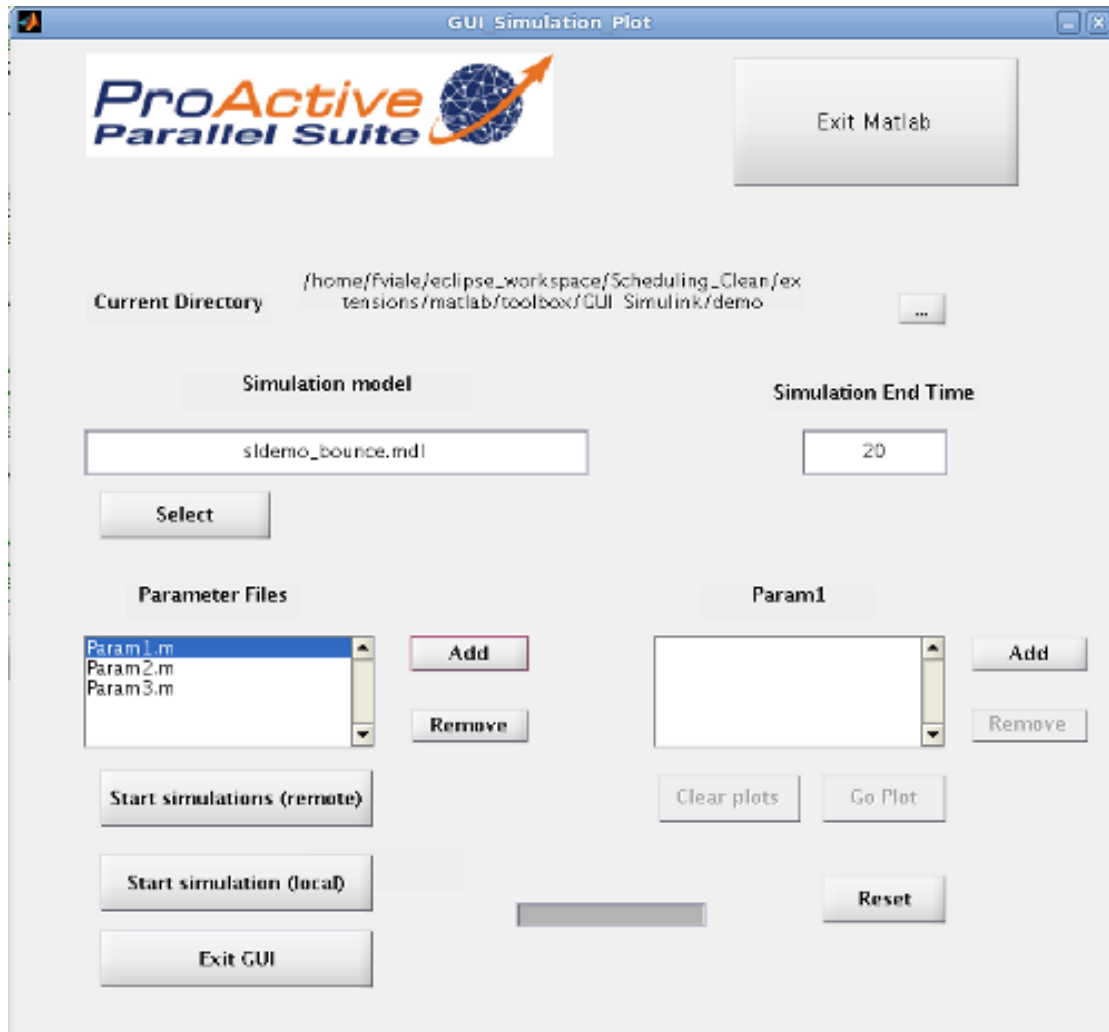 GUI_Simulation_Plot
ProActive
Parallel Suite
Exit Matlab
/home/fviale/eclipse_workspace/Scheduling_Clean/ex
tensions/matlab/toolbox/GUI_Simulink/demo
Current Directory
...
Simulation model
Simulation End Time
sldemo_bounce.mdl
20
Select
Parameter Files
Param1
Param1.m
Param2.m
Param3.m
Add
Remove
Add
Remove
Start simulations (remote)
Clear plots
Go Plot
Start simulation (local)
Reset
Exit GUI